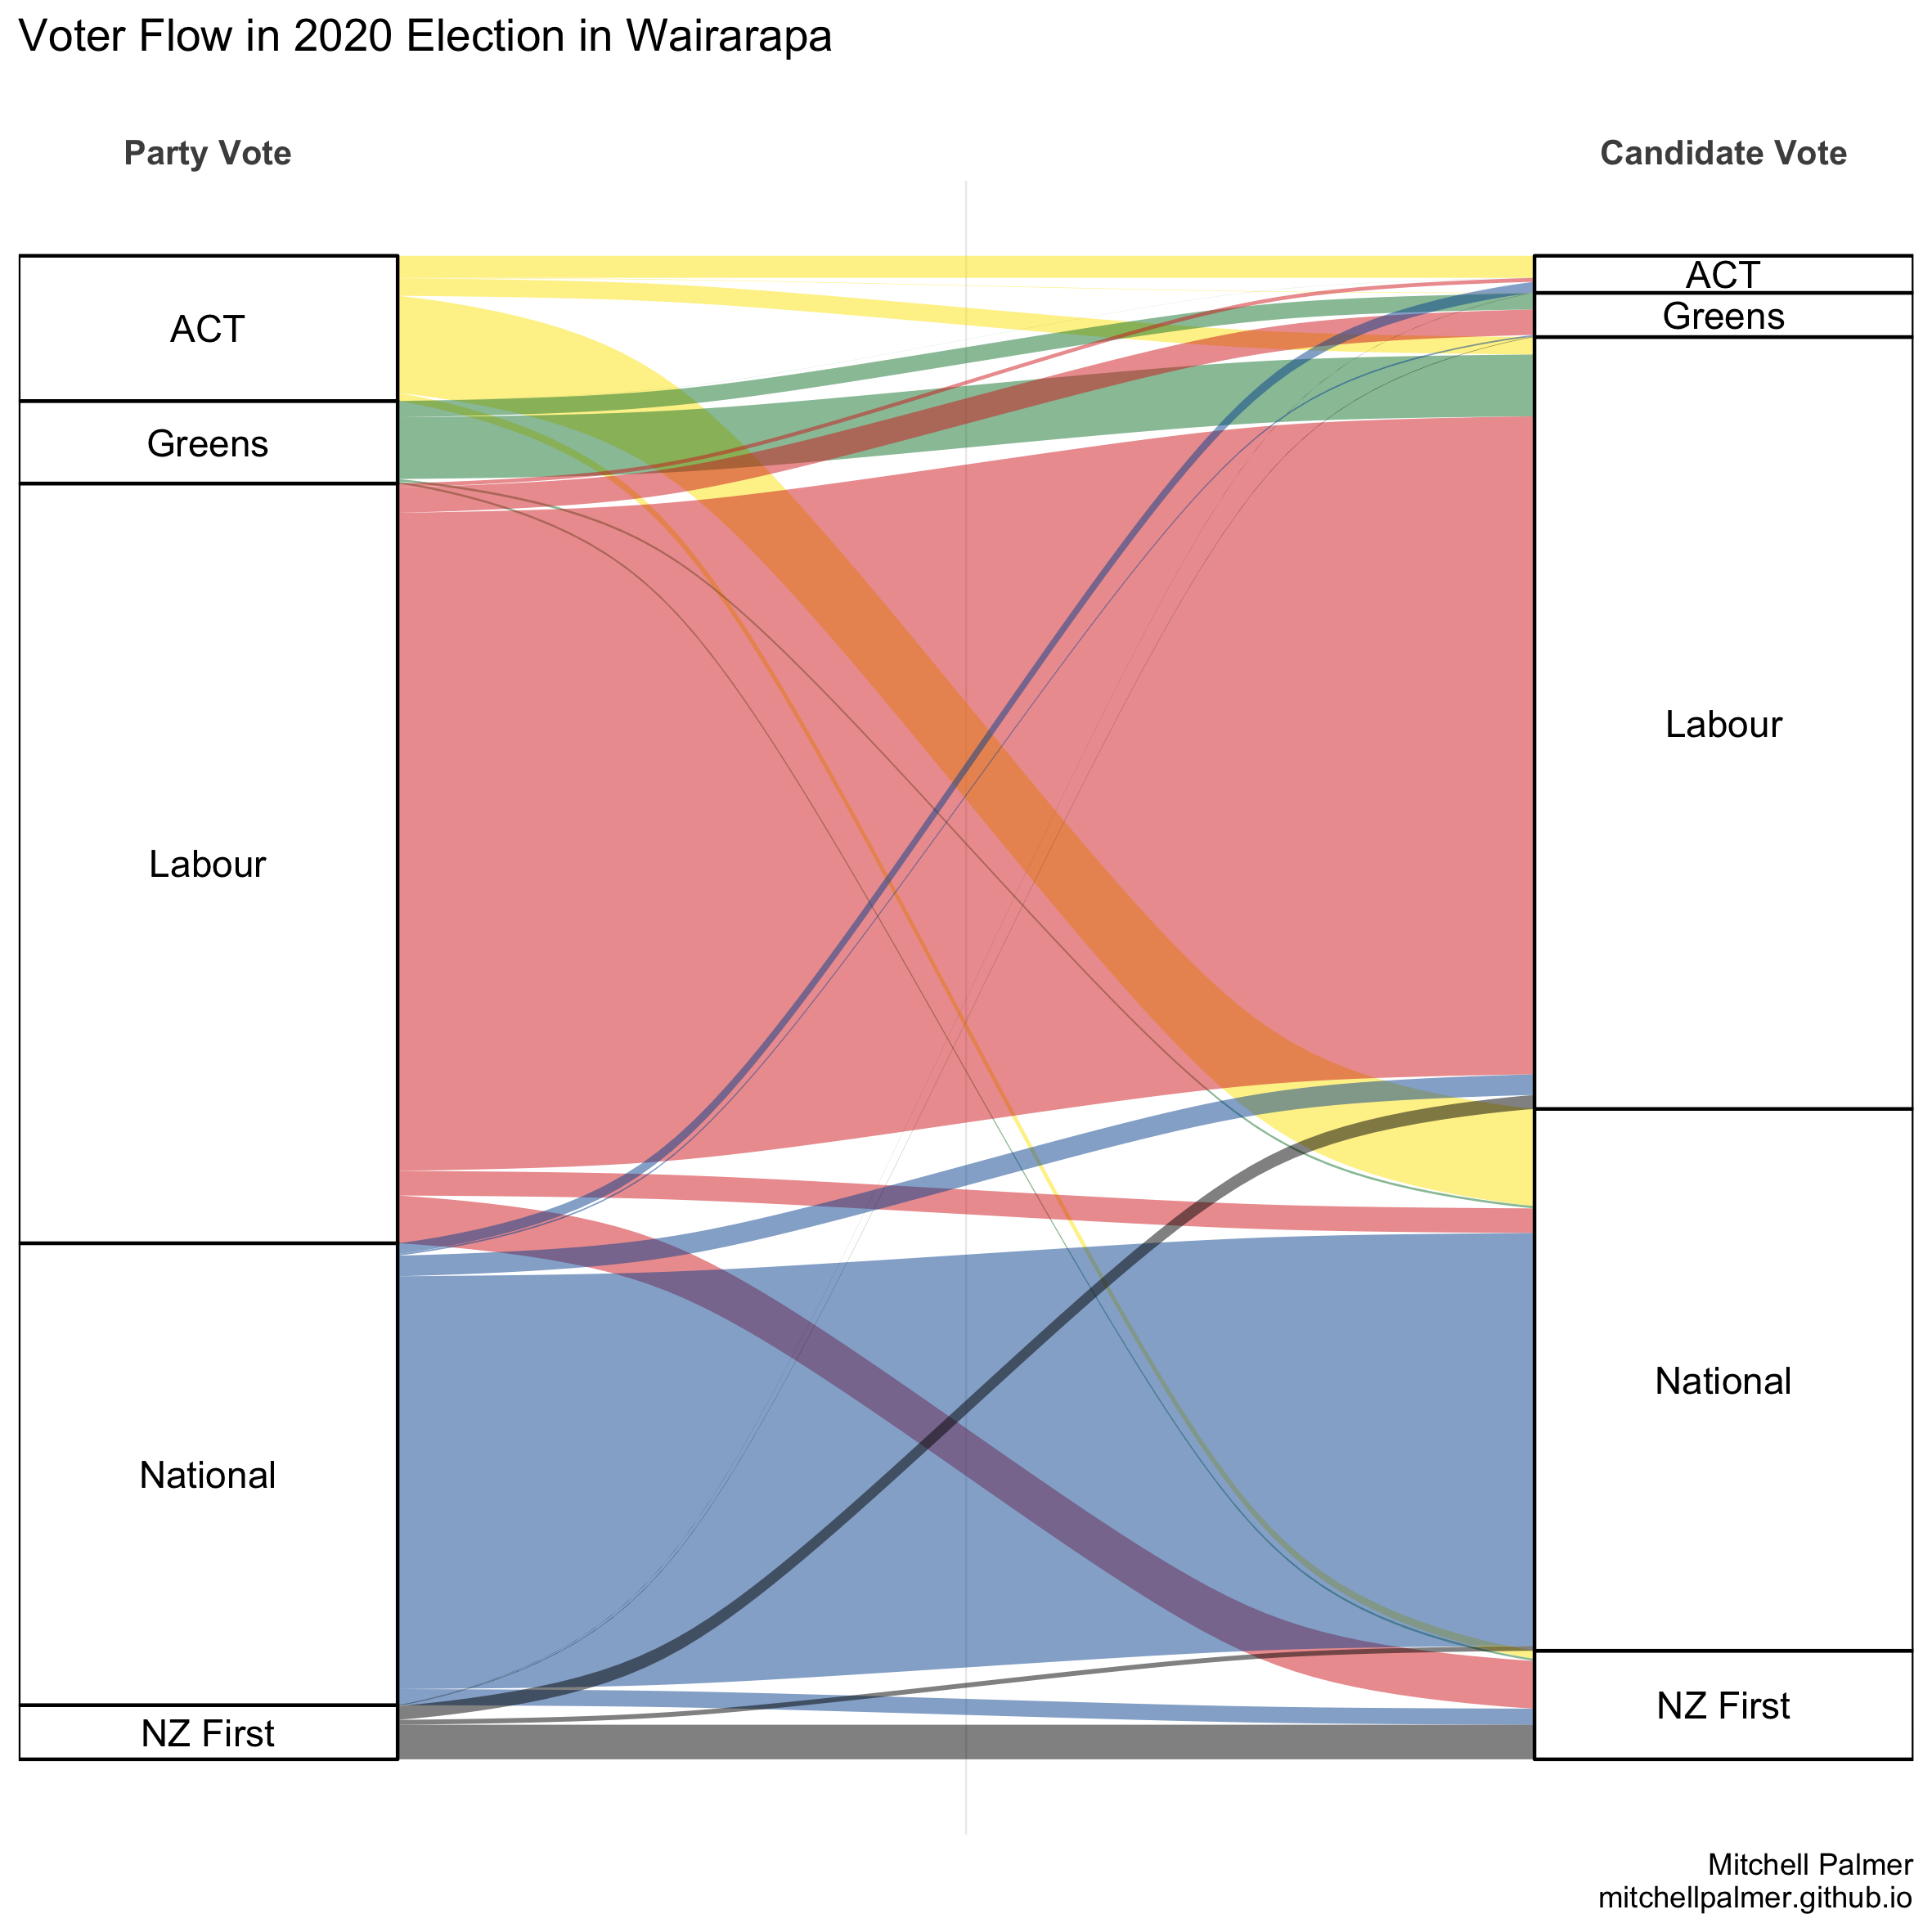 Voter Flow in 2020 Election in Wairarapa
Party Vote
Candidate Vote
ACT
Greens
Labour
National
NZ First
ACT
Greens
Labour
National
NZ First
Mitchell Palmer
mitchellpalmer.github.io